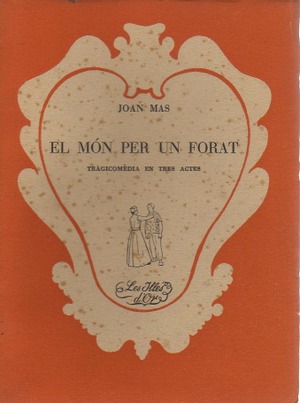 JOAN MAS
EL MÓN PER UN FORAT
TRAGICOMÈDIA EN TRES ACTES
Les Illes
d'Or